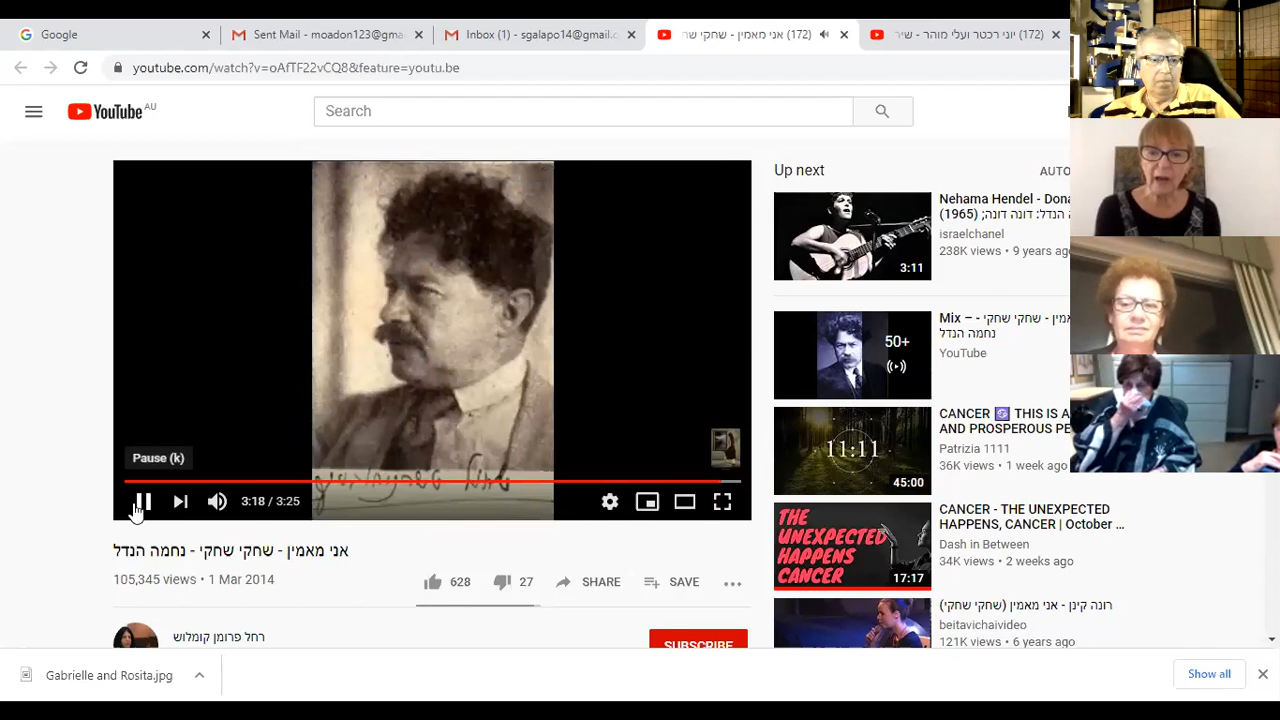 Google
Sent Mail - moadon123@gma
Inbox (1) - sgalapo14@gmail.c
(172) אני מאמין - שחקי שח
(172) יוני רכטר ועלי מוהר - שיר
youtube.com/watch?v=oAfTF22vCQ8&feature=youtu.be
YouTube AU
Search
Up next
AUTO
Nehama Hendel - Dona
ה הנדל: דונה דונה; (1965)
israelchanel
238K views • 9 years ago
3:11
Mix – אמין - שחקי שחקי -
נחמה הנדל
YouTube
50+
CANCER ♋ THIS IS A
AND PROSPEROUS PE
Patrizia 1111
36K views • 1 week ago
11:11
45:00
CANCER - THE UNEXPECTED
HAPPENS, CANCER | October ...
Dash in Between
34K views • 2 weeks ago
THE
UNEXPECTED
HAPPENS
CANCER
17:17
רונה קינן - אני מאמין (שחקי שחקי)
beitavichaivideo
121K views • 6 years ago
Pause (k)
3:18 / 3:25
אני מאמין - שחקי שחקי - נחמה הנדל
105,345 views • 1 Mar 2014
628
27
SHARE
SAVE
רחל פרומן קומלוש
SUBSCRIBE
Gabrielle and Rosita.jpg
Show all